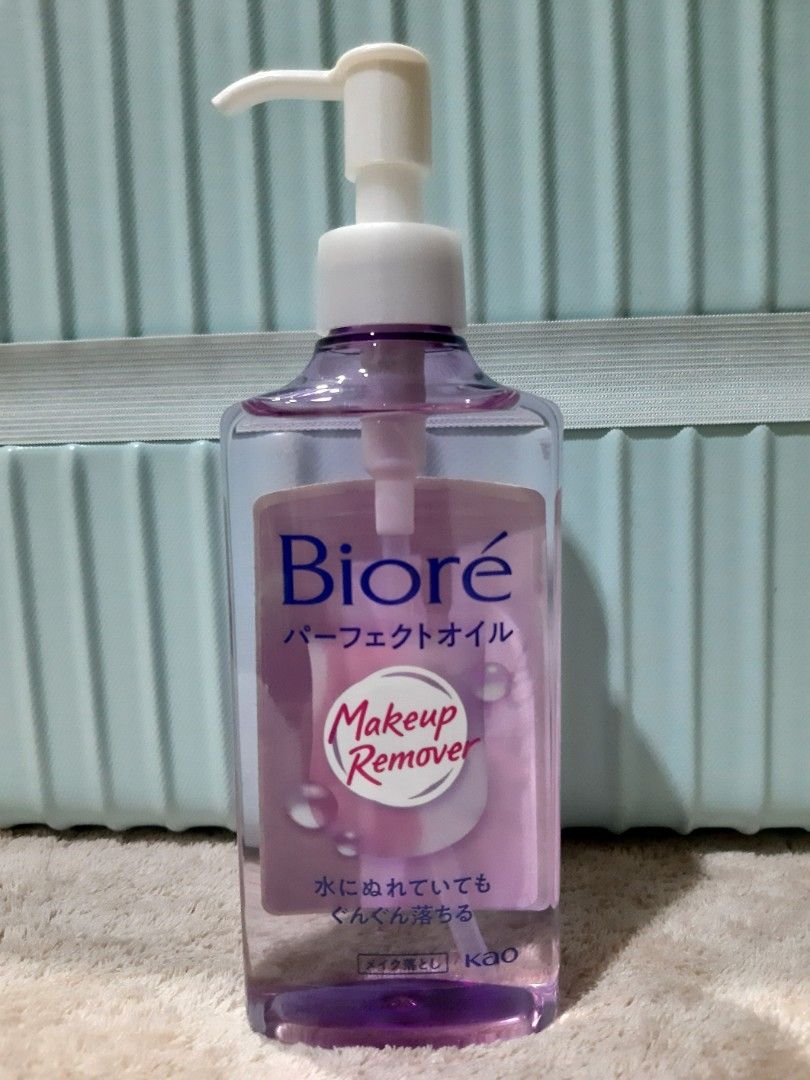 Bioré
パーフェクトオイル
Makeup
Remover
水にぬれていても
ぐんぐん落ちる
メイク落とし Kao